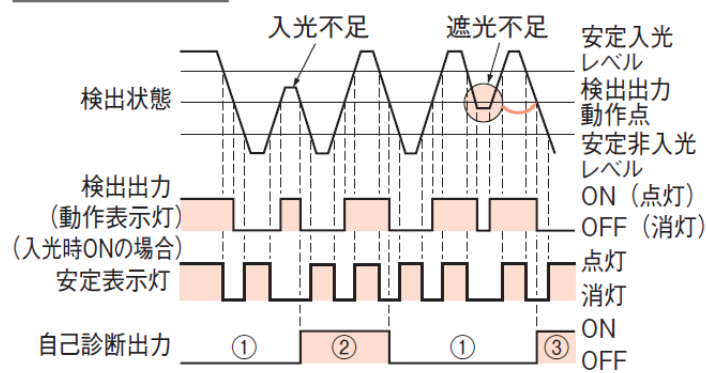 入光不足
遮光不足
検出状態
安定入光
レベル
検出出力
動作点
安定非入光
レベル
検出出力
(動作表示灯)
(入光時ONの場合)
ON(点灯)
OFF(消灯)
安定表示灯
点灯
消灯
自己診断出力
① ② ① ③
ON
OFF